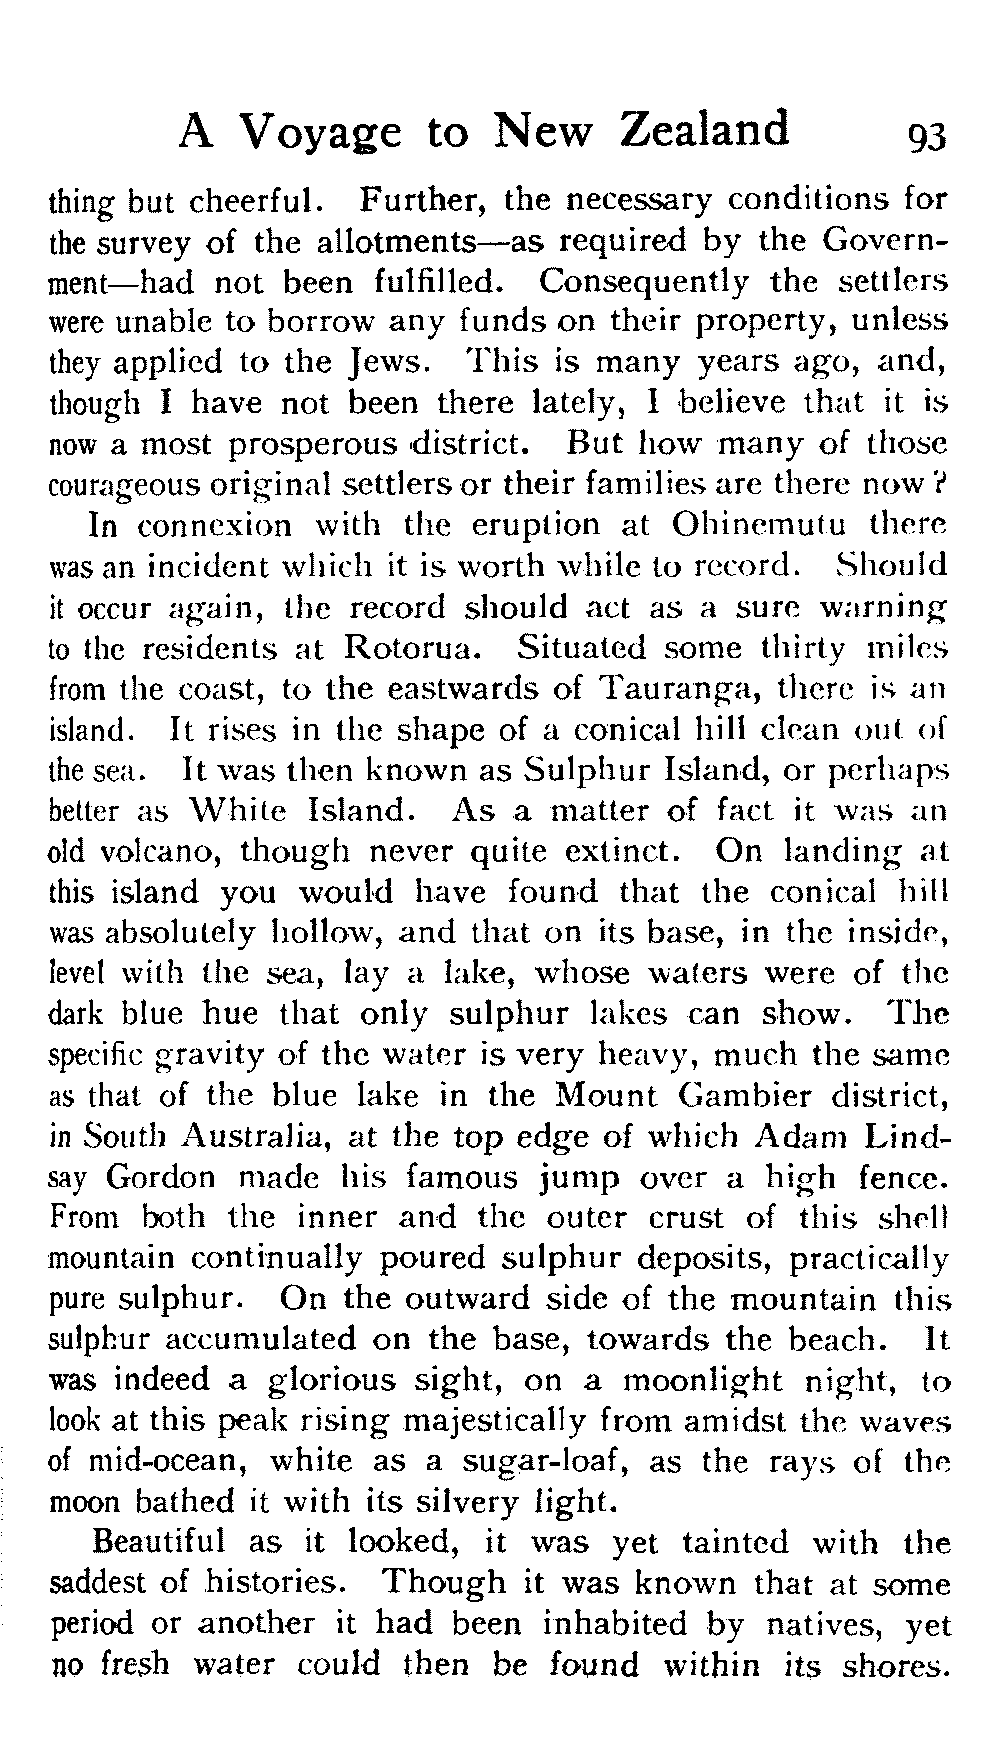 A Voyage to New Zealand 93
thing but cheerful. Further, the necessary conditions for
the survey of the allotments—as required by the Govern-
ment—had not been fulfilled. Consequently the settlers
were unable to borrow any funds on their property, unless
they applied to the Jews. This is many years ago, and,
though I have not been there lately, I believe that it is
now a most prosperous district. But how many of those
courageous original settlers or their families are there now?
In connexion with the eruption at Ohinemutu there
was an incident which it is worth while to record. Should
it occur again, the record should act as a sure warning
to the residents at Rotorua. Situated some thirty miles
from the coast, to the eastwards of Tauranga, there is an
island. It rises in the shape of a conical hill clean out of
the sea. It was then known as Sulphur Island, or perhaps
better as White Island. As a matter of fact it was an
old volcano, though never quite extinct. On landing at
this island you would have found that the conical hill
was absolutely hollow, and that on its base, in the inside,
level with the sea, lay a lake, whose waters were of the
dark blue hue that only sulphur lakes can show. The
specific gravity of the water is very heavy, much the same
as that of the blue lake in the Mount Gambier district,
in South Australia, at the top edge of which Adam Lind-
say Gordon made his famous jump over a high fence.
From both the inner and the outer crust of this shell
mountain continually poured sulphur deposits, practically
pure sulphur. On the outward side of the mountain this
sulphur accumulated on the base, towards the beach. It
was indeed a glorious sight, on a moonlight night, to
look at this peak rising majestically from amidst the waves
of mid-ocean, white as a sugar-loaf, as the rays of the
moon bathed it with its silvery light.
Beautiful as it looked, it was yet tainted with the
saddest of histories. Though it was known that at some
period or another it had been inhabited by natives, yet
no fresh water could then be found within its shores.